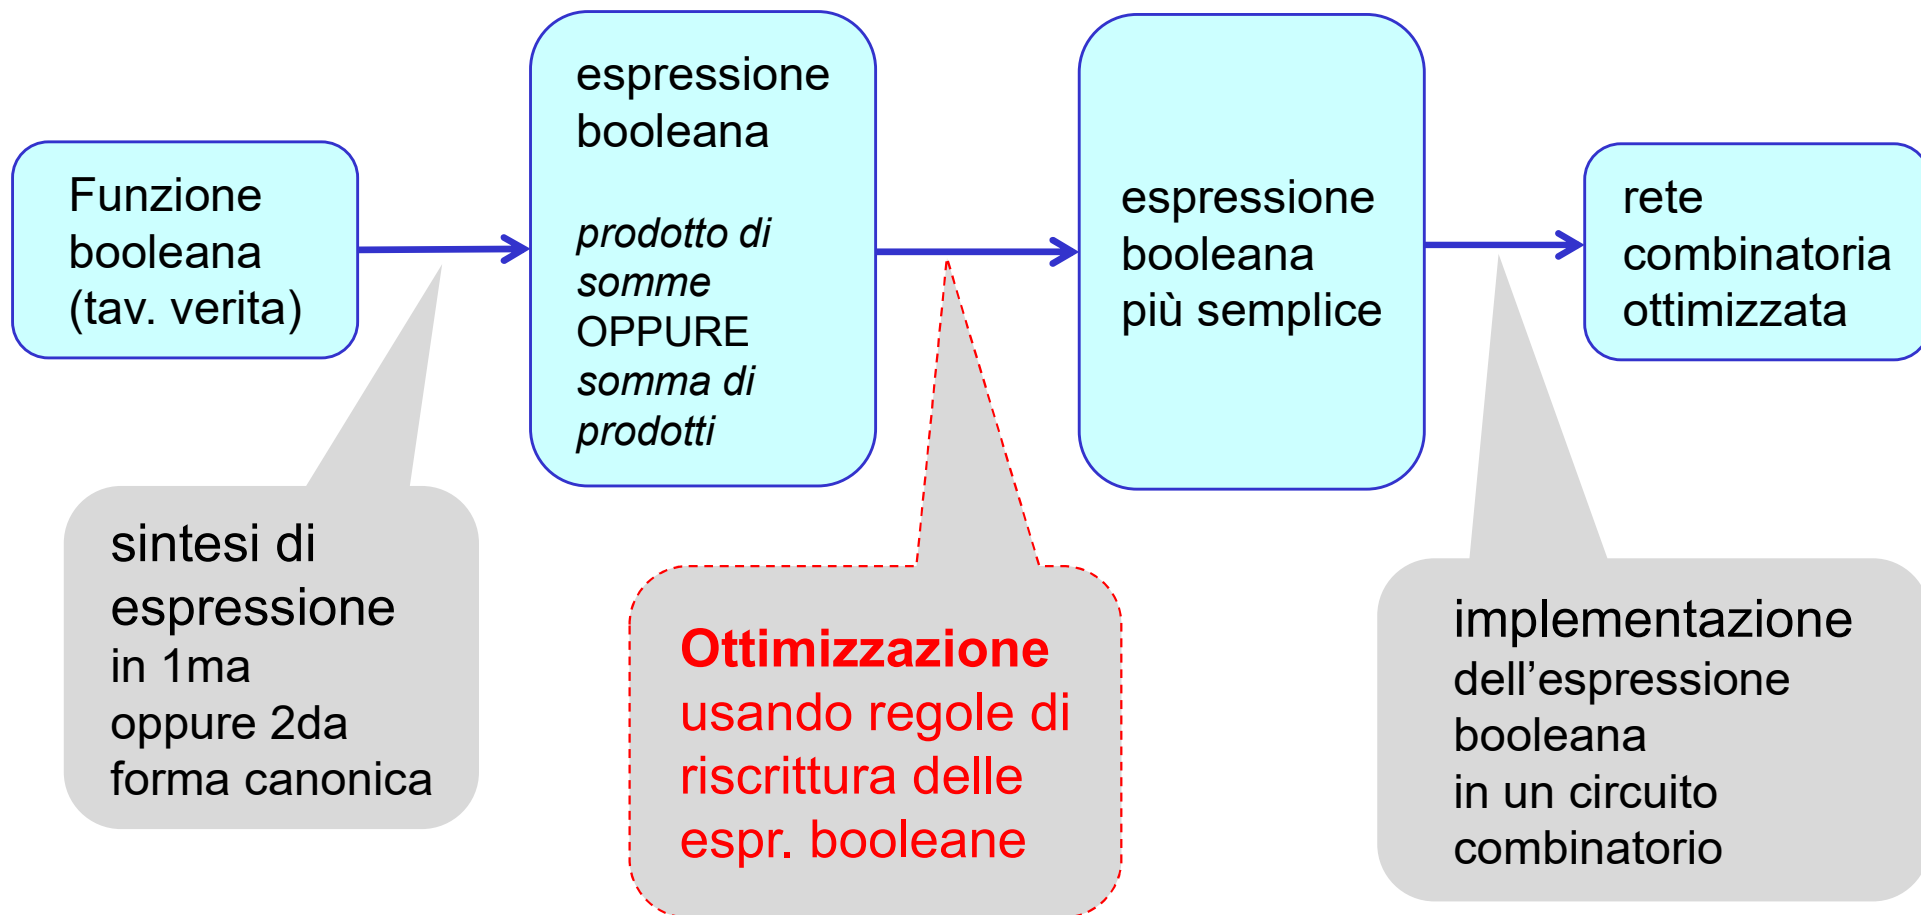 Funzione
booleana
(tav. verita)
espressione
booleana
prodotto di
somme
OPPURE
somma di
prodotti
espressione
booleana
più semplice
rete
combinatoria
ottimizzata
sintesi di
espressione
in 1ma
oppure 2da
forma canonica
Ottimizzazione
usando regole di
riscrittura delle
espr. booleane
implementazione
dell’espressione
booleana
in un circuito
combinatorio